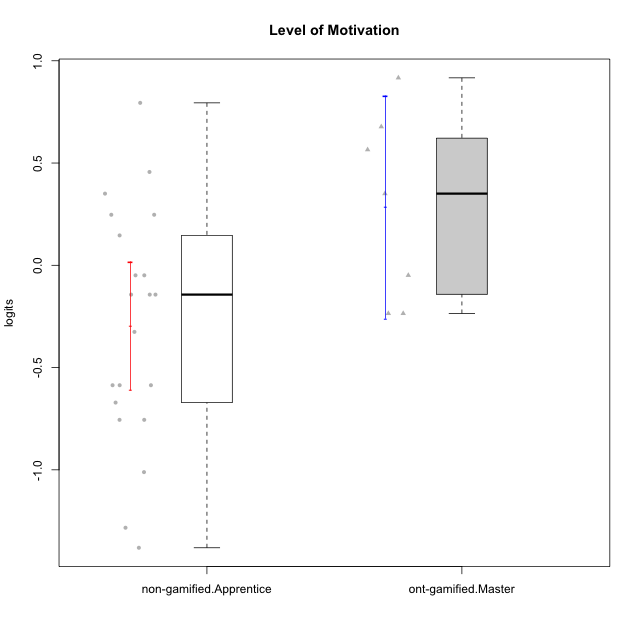 Level of Motivation
1.0
0.5
0.0
-0.5
-1.0
logits
non-gamified.Apprentice
ont-gamified.Master